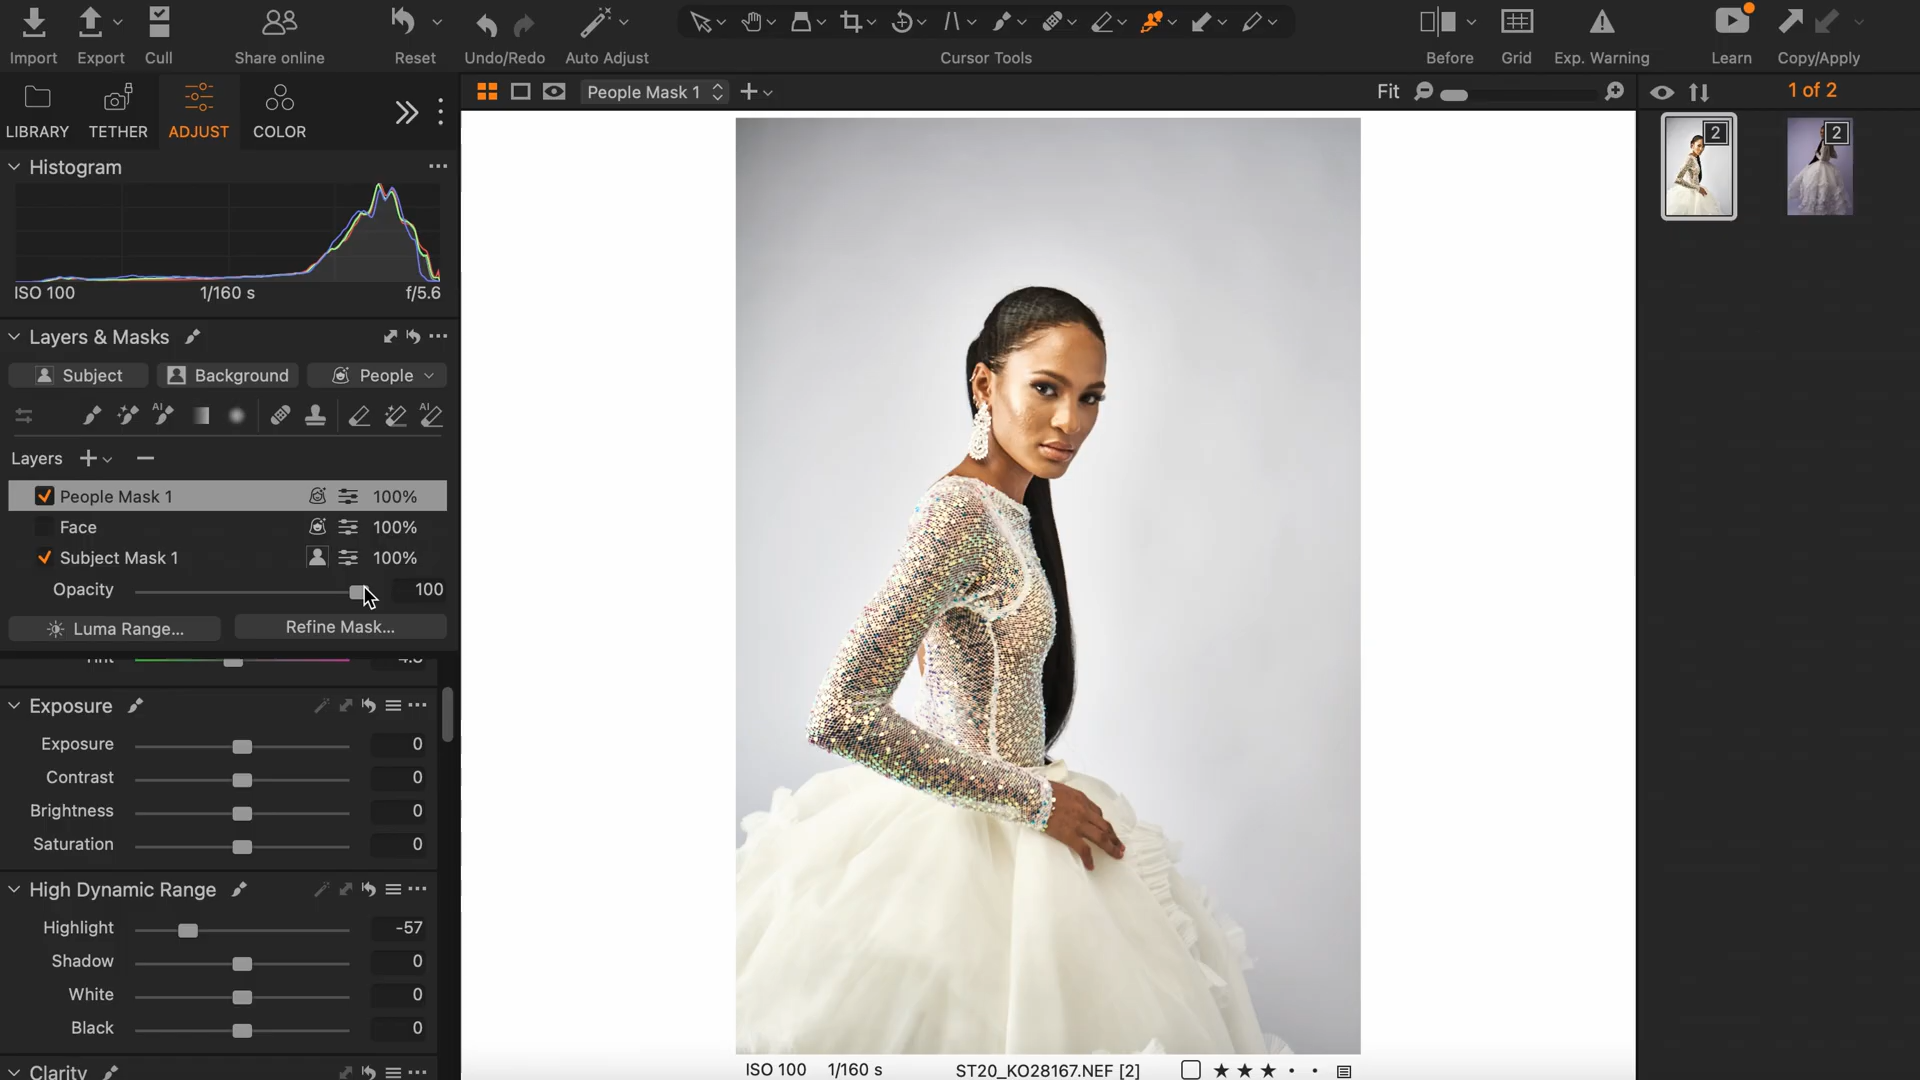 Import Export Cull Share online Reset Undo/Redo Auto Adjust Cursor Tools Before Grid Exp. Warning Learn Copy/Apply
LIBRARY TETHER ADJUST COLOR
People Mask 1 Fit 1 of 2
2 2
Histogram
ISO 100 1/160 s f/5.6
Layers & Masks
Subject Background People
AI AI
Layers
People Mask 1 100%
Face 100%
Subject Mask 1 100%
Opacity 100
Luma Range... Refine Mask...
Exposure
Exposure 0
Contrast 0
Brightness 0
Saturation 0
High Dynamic Range
Highlight -57
Shadow 0
White 0
Black 0
Clarity
ISO 100 1/160 s ST20_KO28167.NEF [2]